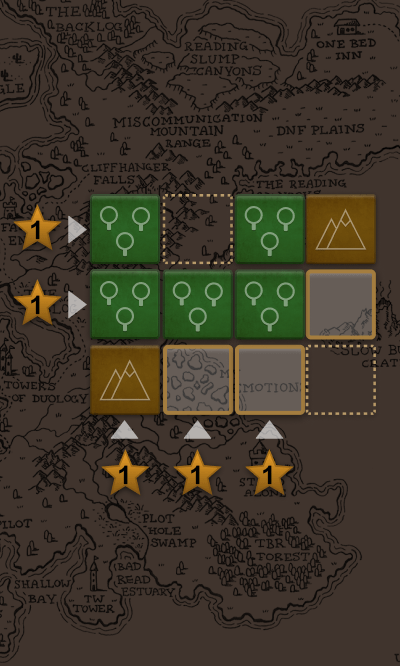 THE
BACKLOG
READING
SLUMP
CANYONS
ONE BED
INN
MISCOMMUNICATION
MOUNTAIN
RANGE
DNF PLAINS
CLIFFHANGER
FALLS
THE READING
1
1
EMOTION
TOWERS
OF DUOLOGY
1
1
1
PLOT
HOLE
SWAMP
TBR
FOREST
BAD
READ
ESTUARY
SHALLOW
BAY
TW
TOWER